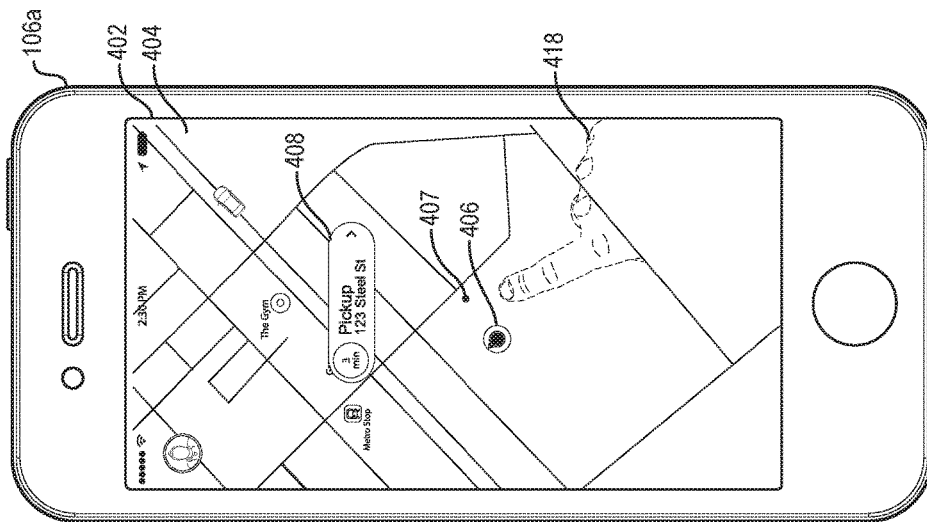 106a
402
404
2:30 PM
The Gym
408
Pickup
123 Steel St
3
min
>
Metro Stop
407
406
418